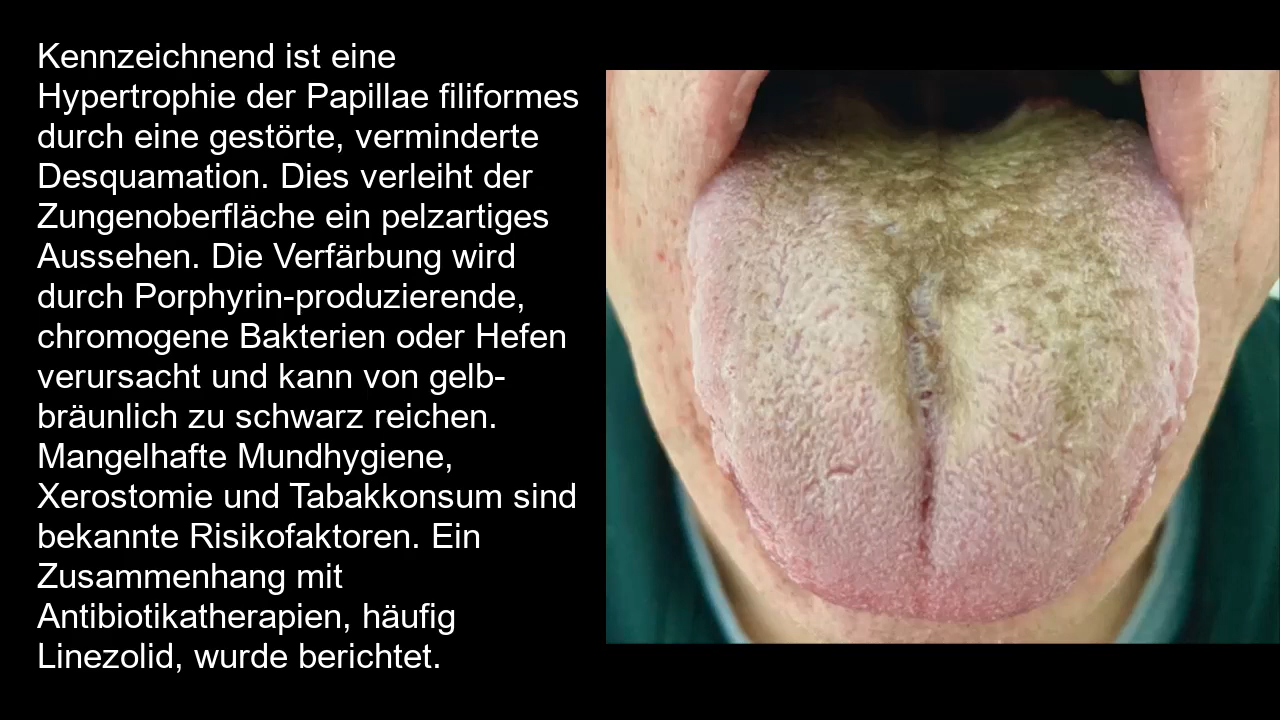 Kennzeichnend ist eine
Hypertrophie der Papillae filiformes
durch eine gestörte, verminderte
Desquamation. Dies verleiht der
Zungenoberfläche ein pelzartiges
Aussehen. Die Verfärbung wird
durch Porphyrin-produzierende,
chromogene Bakterien oder Hefen
verursacht und kann von gelb-
bräunlich zu schwarz reichen.
Mangelhafte Mundhygiene,
Xerostomie und Tabakkonsum sind
bekannte Risikofaktoren. Ein
Zusammenhang mit
Antibiotikatherapien, häufig
Linezolid, wurde berichtet.